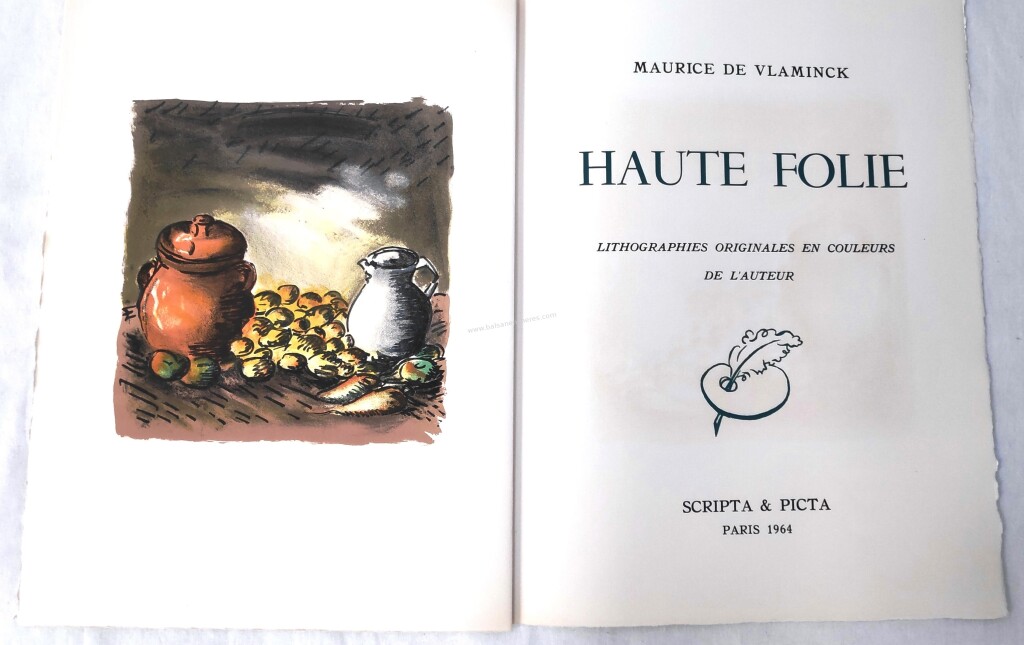 MAURICE DE VLAMINCK
HAUTE FOLIE
LITHOGRAPHIES ORIGINALES EN COULEURS
DE L'AUTEUR
SCRIPTA & PICTA
PARIS 1964